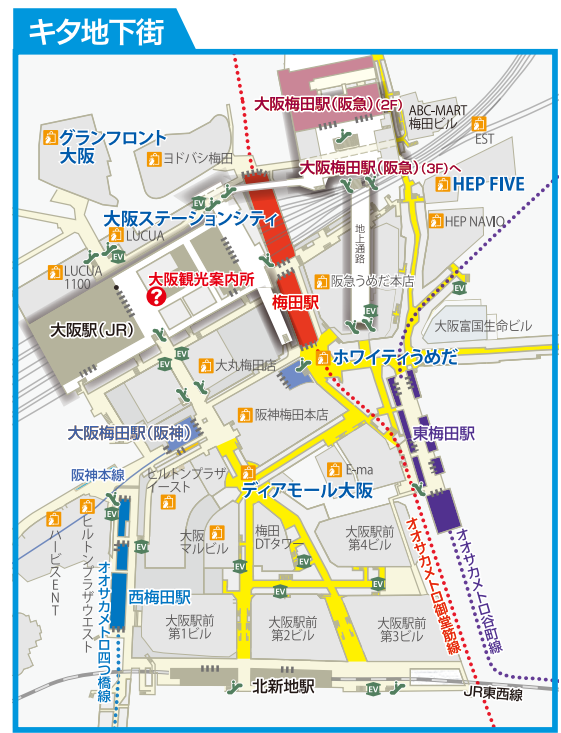 キタ地下街
大阪梅田駅(阪急)(2F)
ABC-MART
梅田ビル
EST
グランフロント
大阪
ヨドバシ梅田
大阪梅田駅(阪急)(3F)へ
HEP FIVE
EV
大阪ステーションシティ
HEP NAVIO
LUCUA
地上通路
EV
LUCUA
1100
大阪観光案内所
?
阪急うめだ本店
EV
梅田駅
EV
大阪駅(JR)
大阪富国生命ビル
EV
大丸梅田店
ホワイティうめだ
EV
阪神梅田本店
大阪梅田駅(阪神)
東梅田駅
阪神本線
ヒルトンプラザ
イースト
E-ma
ディアモール大阪
EV
ハービスENT
ヒルトンプラザウエスト
大阪
マルビル
梅田
DTタワー
大阪駅前
第4ビル
EV
EV
EV
EV
西梅田駅
オオサカメトロ四つ橋線
オオサカメトロ御堂筋線
オオサカメトロ谷町線
大阪駅前
第1ビル
大阪駅前
第2ビル
大阪駅前
第3ビル
北新地駅
EV
JR東西線